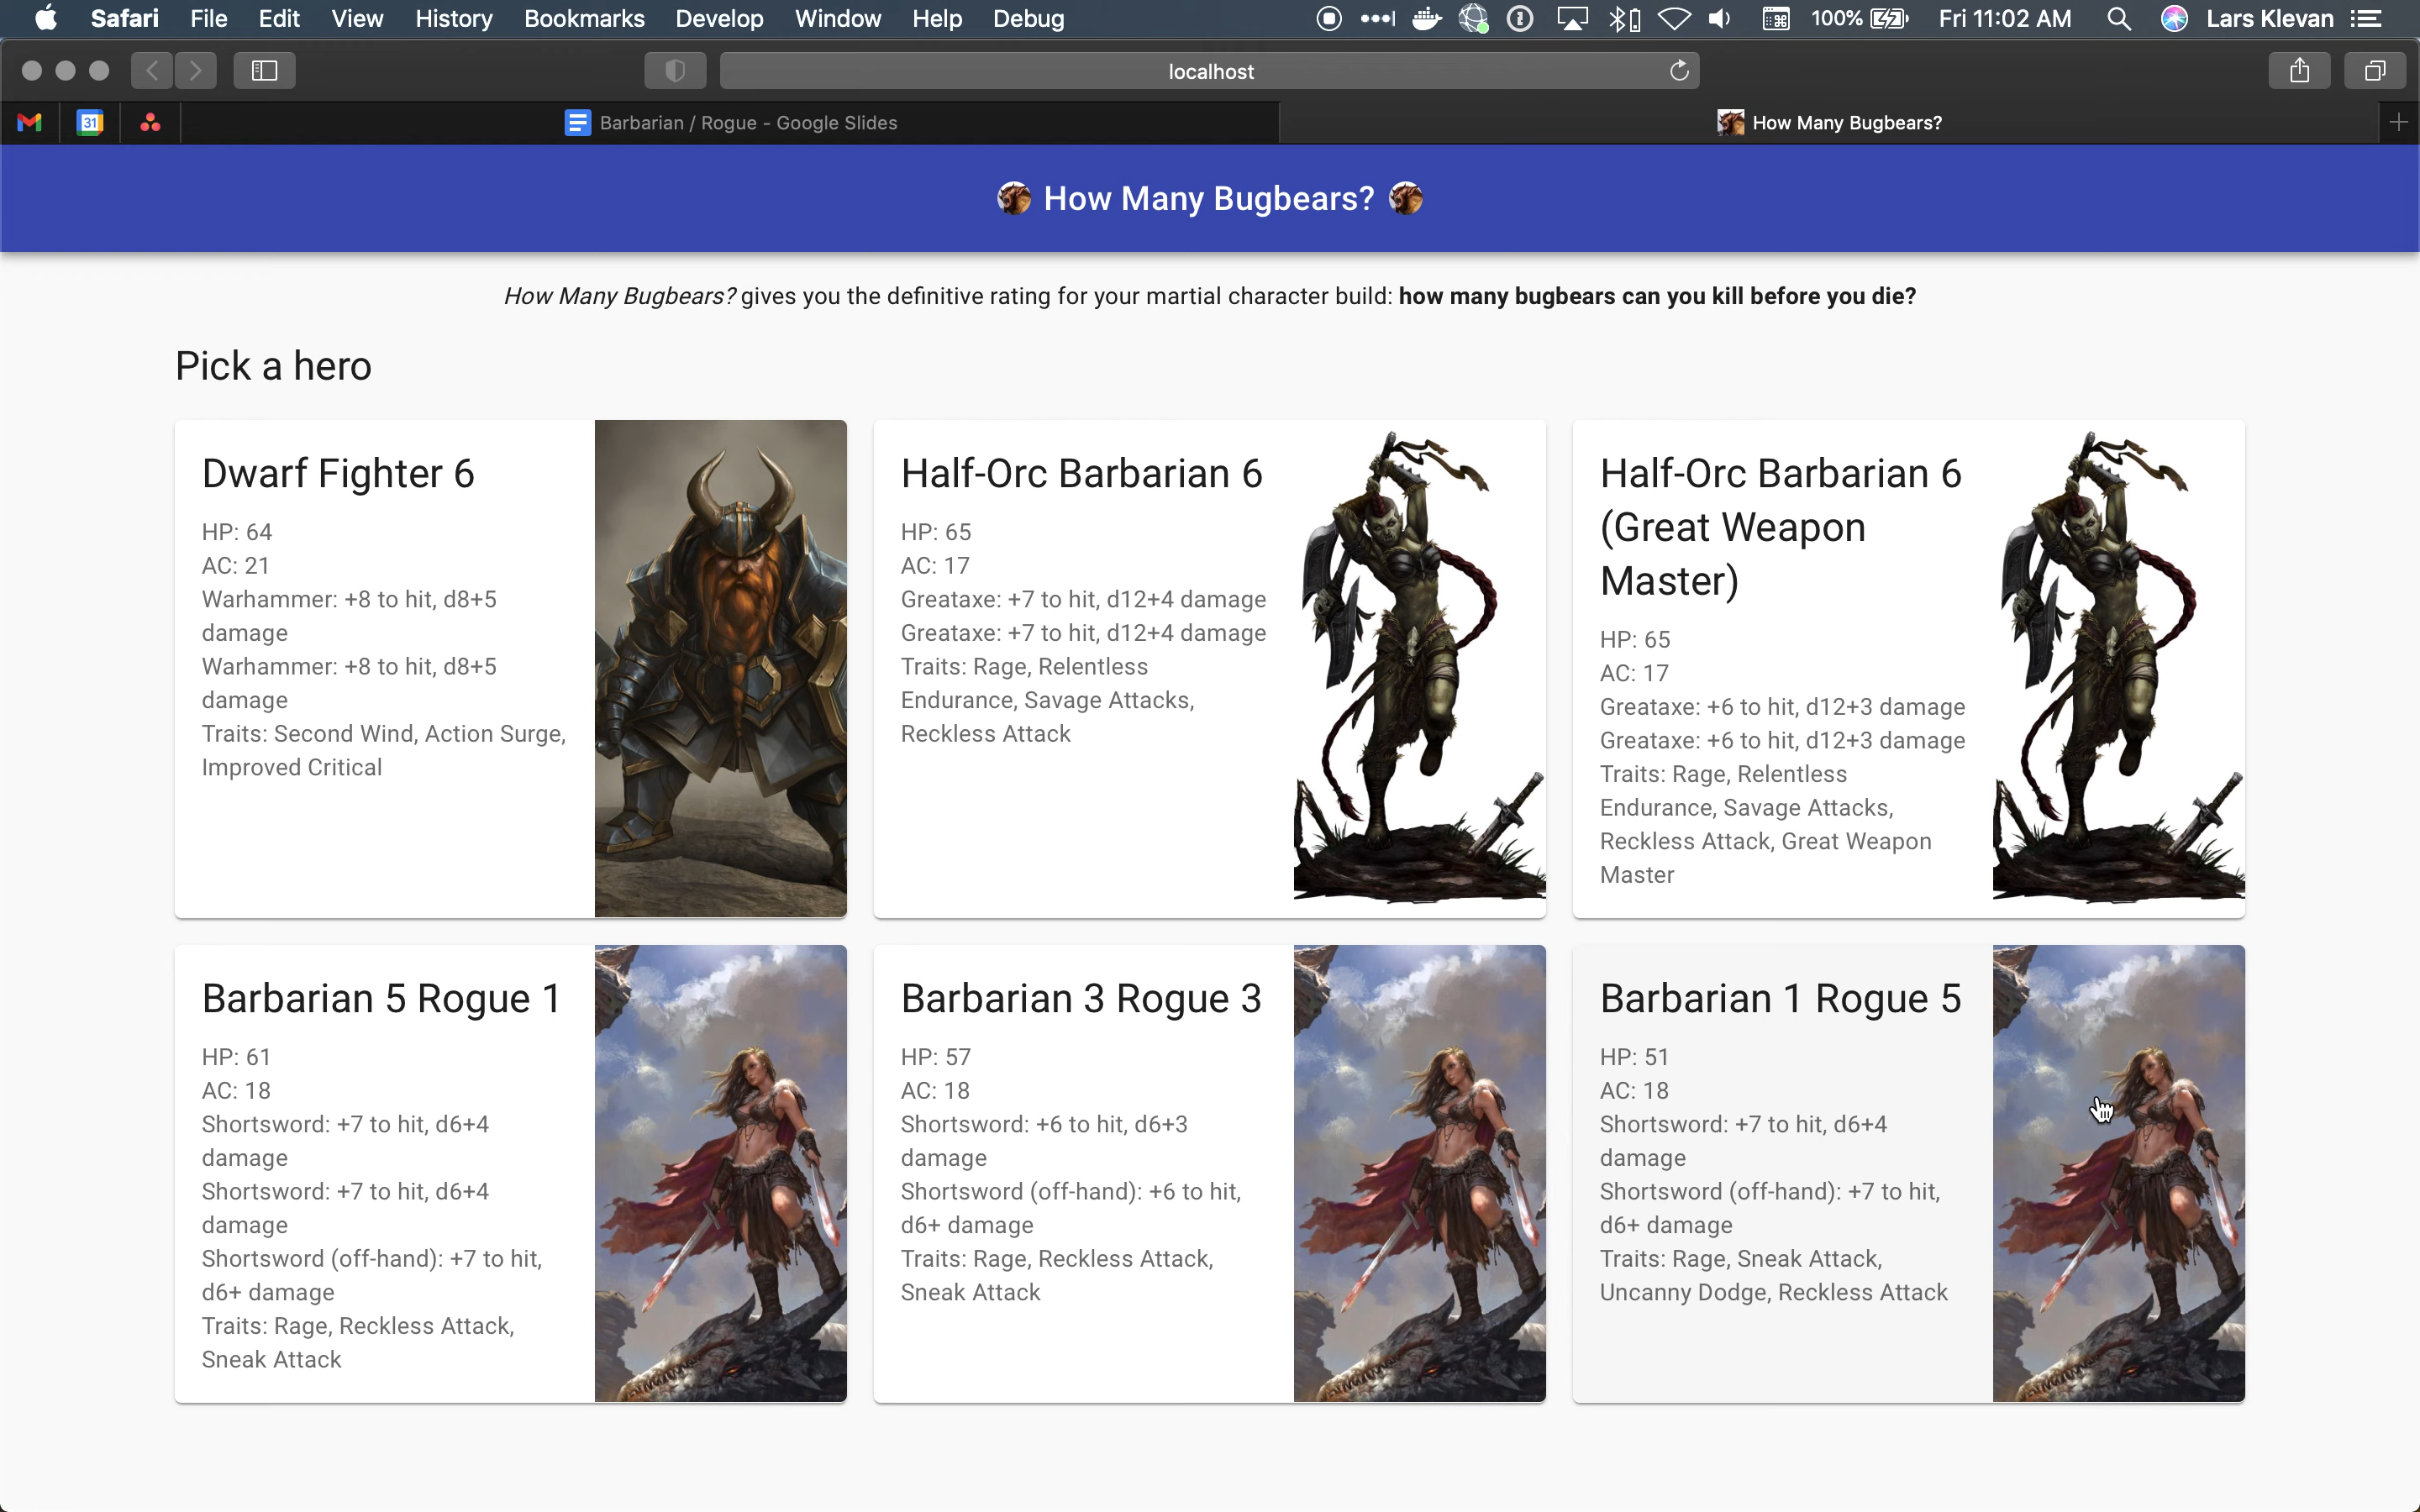 Safari File Edit View History Bookmarks Develop Window Help Debug 100% Fri 11:02 AM Lars Klevan
localhost
31 Barbarian / Rogue - Google Slides How Many Bugbears?
How Many Bugbears?
How Many Bugbears? gives you the definitive rating for your martial character build: how many bugbears can you kill before you die?
Pick a hero
Dwarf Fighter 6
HP: 64
AC: 21
Warhammer: +8 to hit, d8+5
damage
Warhammer: +8 to hit, d8+5
damage
Traits: Second Wind, Action Surge,
Improved Critical
Half-Orc Barbarian 6
HP: 65
AC: 17
Greataxe: +7 to hit, d12+4 damage
Greataxe: +7 to hit, d12+4 damage
Traits: Rage, Relentless
Endurance, Savage Attacks,
Reckless Attack
Half-Orc Barbarian 6
(Great Weapon
Master)
HP: 65
AC: 17
Greataxe: +6 to hit, d12+3 damage
Greataxe: +6 to hit, d12+3 damage
Traits: Rage, Relentless
Endurance, Savage Attacks,
Reckless Attack, Great Weapon
Master
Barbarian 5 Rogue 1
HP: 61
AC: 18
Shortsword: +7 to hit, d6+4
damage
Shortsword: +7 to hit, d6+4
damage
Shortsword (off-hand): +7 to hit,
d6+ damage
Traits: Rage, Reckless Attack,
Sneak Attack
Barbarian 3 Rogue 3
HP: 57
AC: 18
Shortsword: +6 to hit, d6+3
damage
Shortsword (off-hand): +6 to hit,
d6+ damage
Traits: Rage, Reckless Attack,
Sneak Attack
Barbarian 1 Rogue 5
HP: 51
AC: 18
Shortsword: +7 to hit, d6+4
damage
Shortsword (off-hand): +7 to hit,
d6+ damage
Traits: Rage, Sneak Attack,
Uncanny Dodge, Reckless Attack